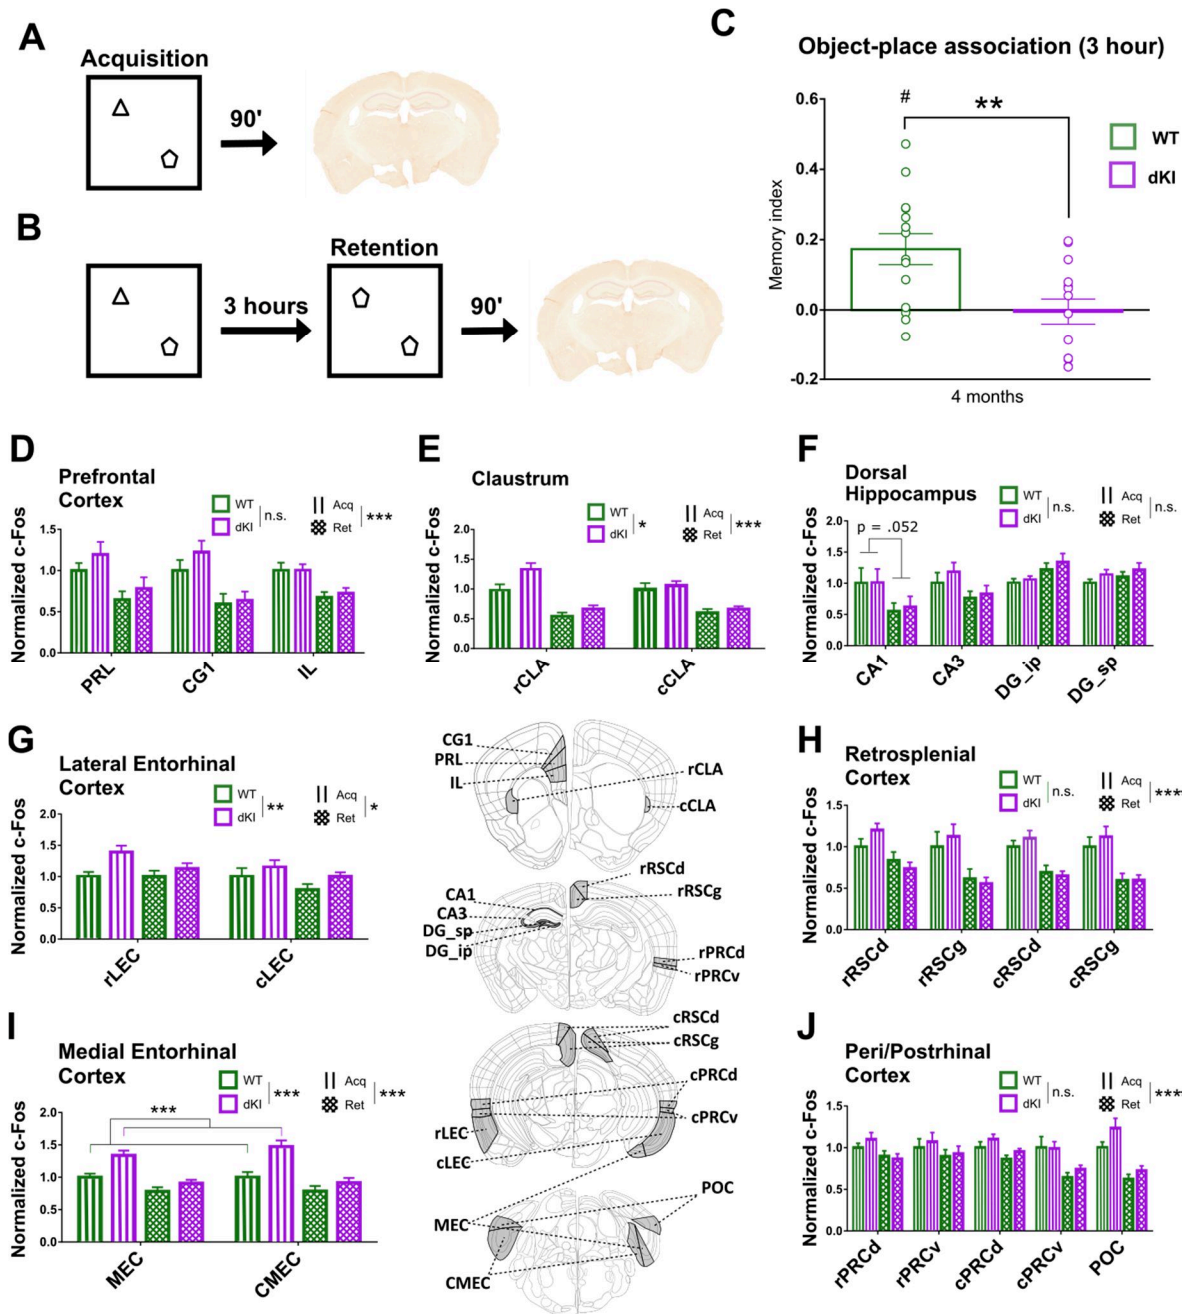 A
Acquisition
90'
B
Retention
3 hours
90'
C
Object-place association (3 hour)
#
**
WT
dKI
Memory index
0.6
0.4
0.2
0.0
-0.2
4 months
D
Prefrontal
Cortex
WT
dKI
n.s.
Acq
Ret
***
Normalized c-Fos
2.0
1.5
1.0
0.5
0.0
PRL
CG1
IL
E
Claustrum
WT
dKI
*
Acq
Ret
***
Normalized c-Fos
2.0
1.5
1.0
0.5
0.0
rCLA
cCLA
F
Dorsal
Hippocampus
WT
dKI
n.s.
Acq
Ret
n.s.
p = .052
Normalized c-Fos
2.0
1.5
1.0
0.5
0.0
CA1
CA3
DG_ip
DG_sp
G
Lateral Entorhinal
Cortex
WT
dKI
**
Acq
Ret
*
Normalized c-Fos
2.0
1.5
1.0
0.5
0.0
rLEC
cLEC
CG1
PRL
IL
rCLA
cCLA
rRSCd
rRSCg
CA1
CA3
DG_sp
DG_ip
rPRCd
rPRCv
cRSCd
cRSCg
cPRCd
cPRCv
rLEC
cLEC
POC
MEC
CMEC
H
Retrosplenial
Cortex
WT
dKI
n.s.
Acq
Ret
***
Normalized c-Fos
1.5
1.0
0.5
0.0
rRSCd
rRSCg
cRSCd
cRSCg
I
Medial Entorhinal
Cortex
WT
dKI
***
Acq
Ret
***
***
Normalized c-Fos
2.0
1.5
1.0
0.5
0.0
MEC
CMEC
J
Peri/Postrhinal
Cortex
WT
dKI
n.s.
Acq
Ret
***
Normalized c-Fos
1.5
1.0
0.5
0.0
rPRCd
rPRCv
cPRCd
cPRCv
POC